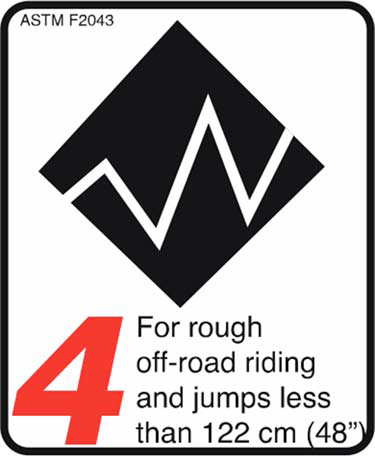 ASTM F2043
4
For rough
off-road riding
and jumps less
than 122 cm (48”)